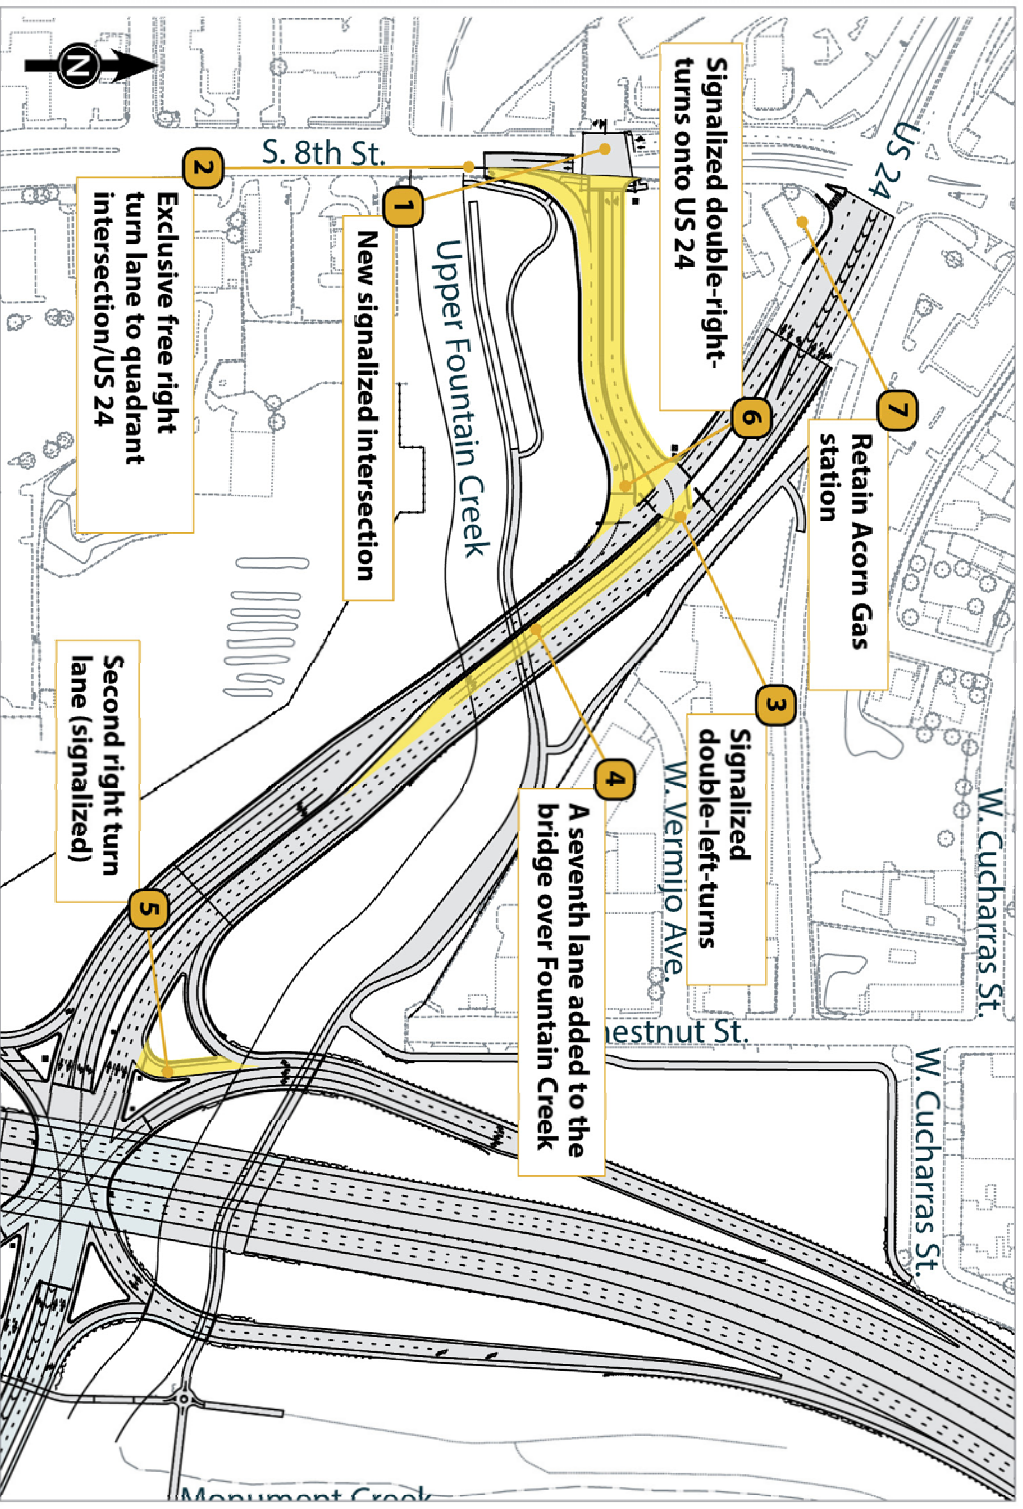 US 24
W. Cucharras St.
W. Cucharras St.
7
Retain Acorn Gas
station
Signalized double-right-
turns onto US 24
6
3
Signalized
double-left-turns
W. Vermijo Ave.
hestnut St.
4
A seventh lane added to the
bridge over Fountain Creek
Upper Fountain Creek
1
New signalized intersection
S. 8th St.
2
Exclusive free right
turn lane to quadrant
intersection/US 24
5
Second right turn
lane (signalized)
N
Monument Creek